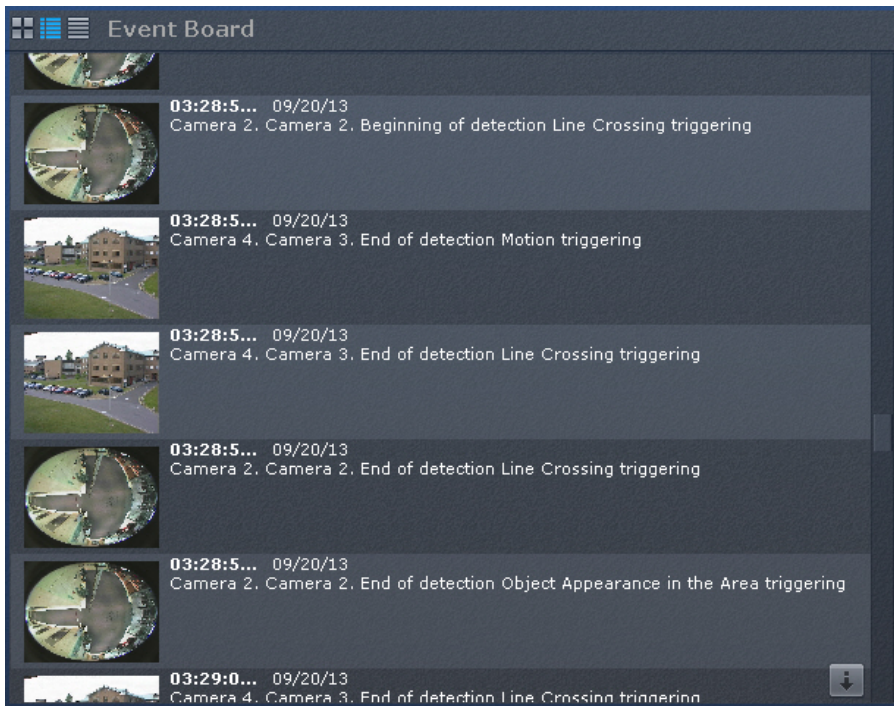 Event Board
03:28:5... 09/20/13
Camera 2. Camera 2. Beginning of detection Line Crossing triggering
03:28:5... 09/20/13
Camera 4. Camera 3. End of detection Motion triggering
03:28:5... 09/20/13
Camera 4. Camera 3. End of detection Line Crossing triggering
03:28:5... 09/20/13
Camera 2. Camera 2. End of detection Line Crossing triggering
03:28:5... 09/20/13
Camera 2. Camera 2. End of detection Object Appearance in the Area triggering
03:29:0... 09/20/13
Camera 4. Camera 3. End of detection Line Crossing triggering